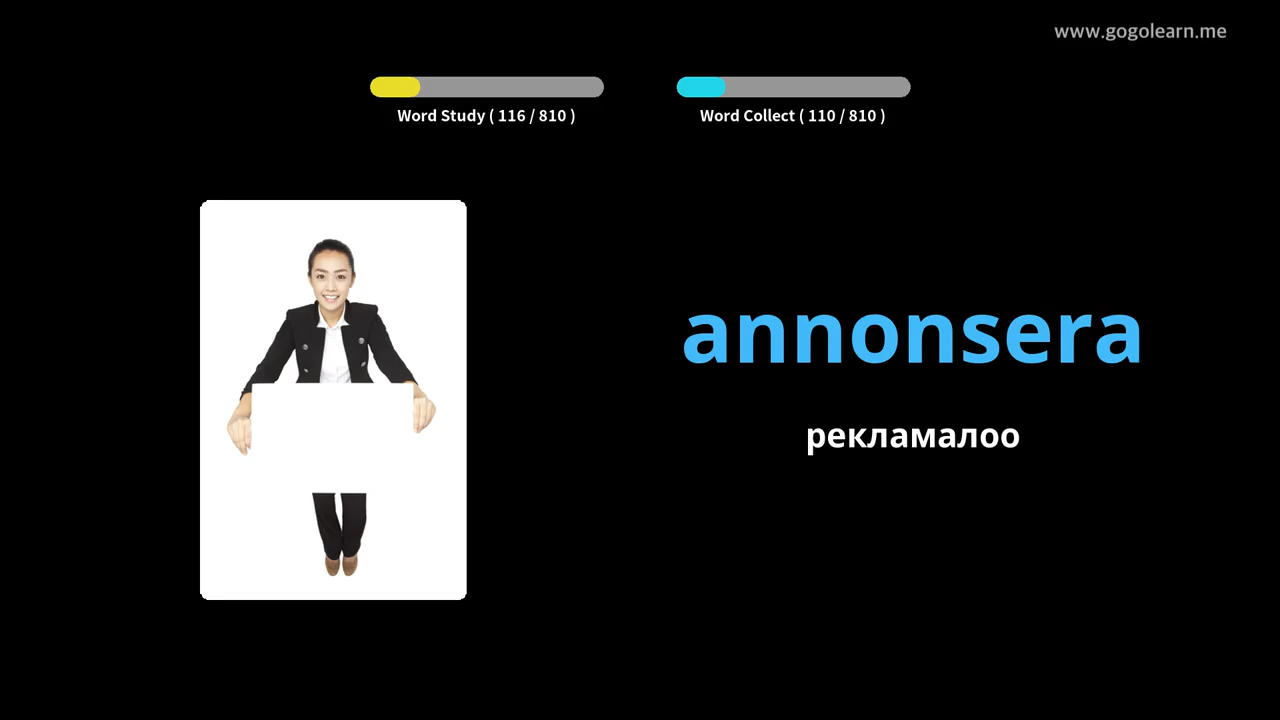 www.gogolearn.me
Word Study ( 116 / 810 )
Word Collect ( 110 / 810 )
annonsera
рекламалоо